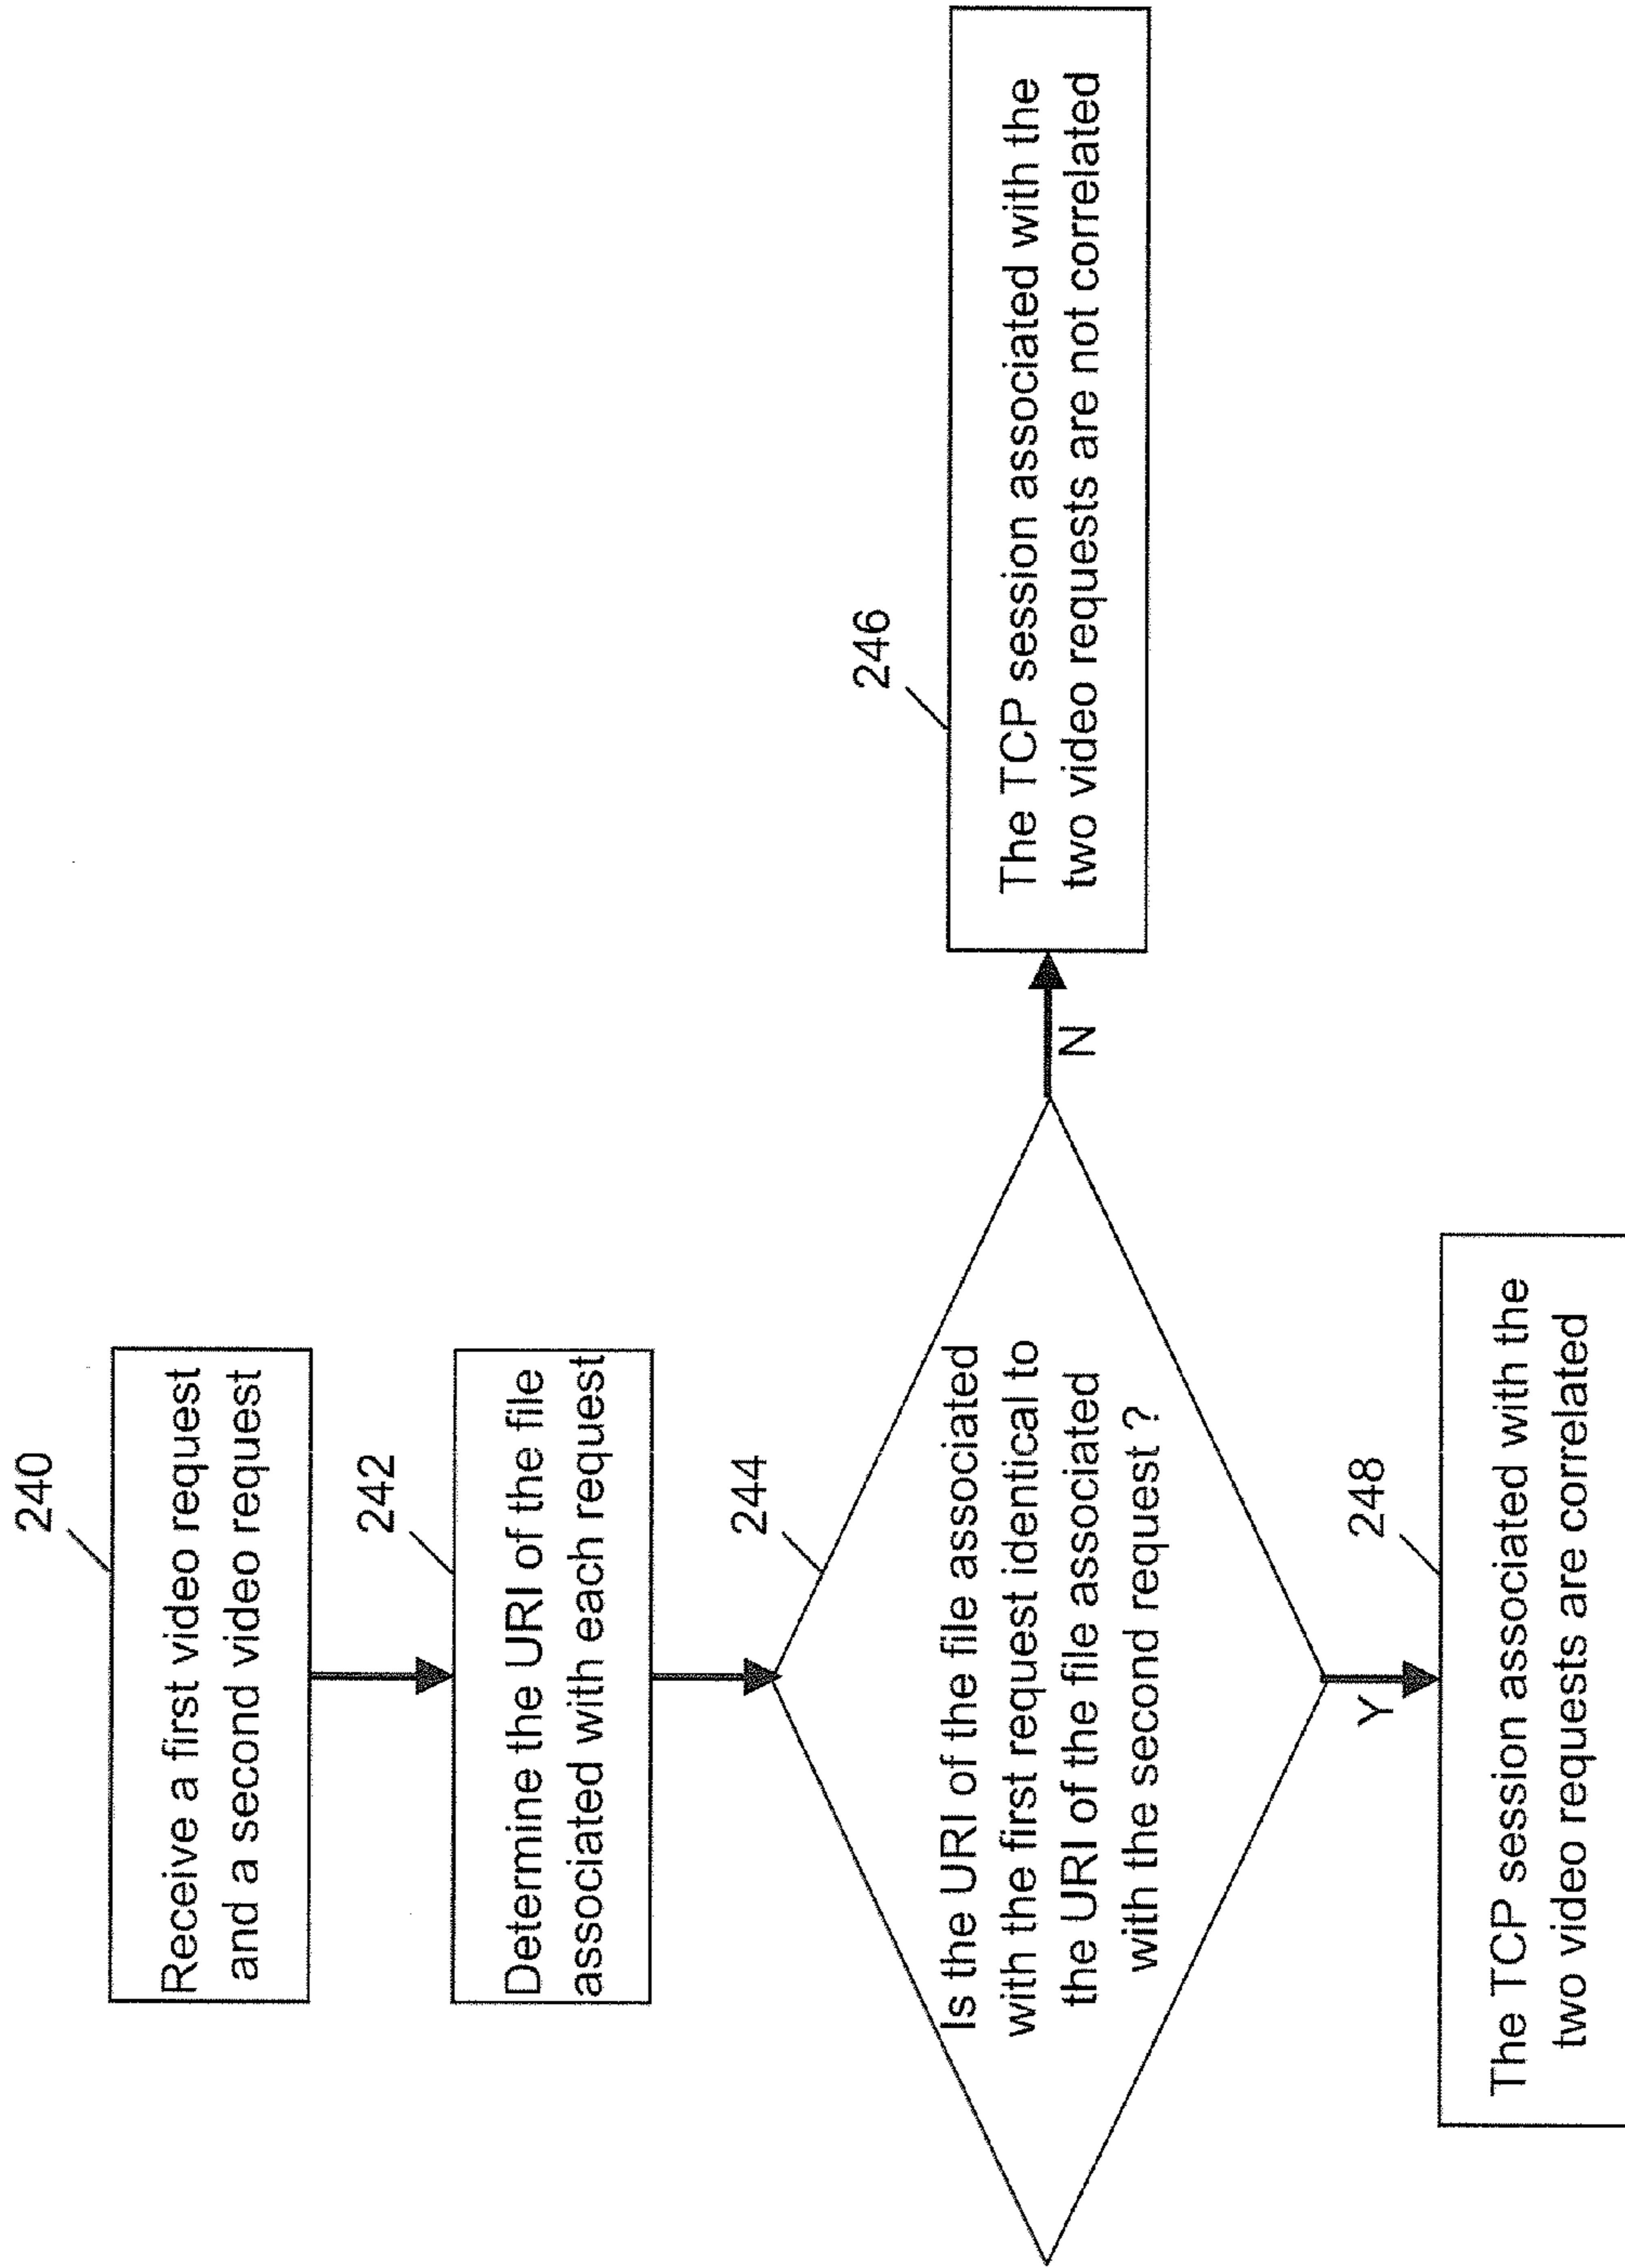 240
Receive a first video request
and a second video request
242
Determine the URI of the file
associated with each request
244
Is the URI of the file associated
with the first request identical to
the URI of the file associated
with the second request ?
N
246
The TCP session associated with the
two video requests are not correlated
Y
248
The TCP session associated with the
two video requests are correlated